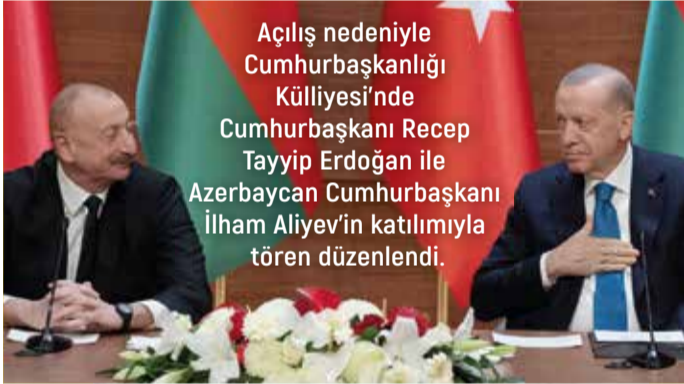 Açılış nedeniyle
Cumhurbaşkanlığı
Külliyesi’nde
Cumhurbaşkanı Recep
Tayyip Erdoğan ile
Azerbaycan Cumhurbaşkanı
İlham Aliyev’in katılımıyla
tören düzenlendi.